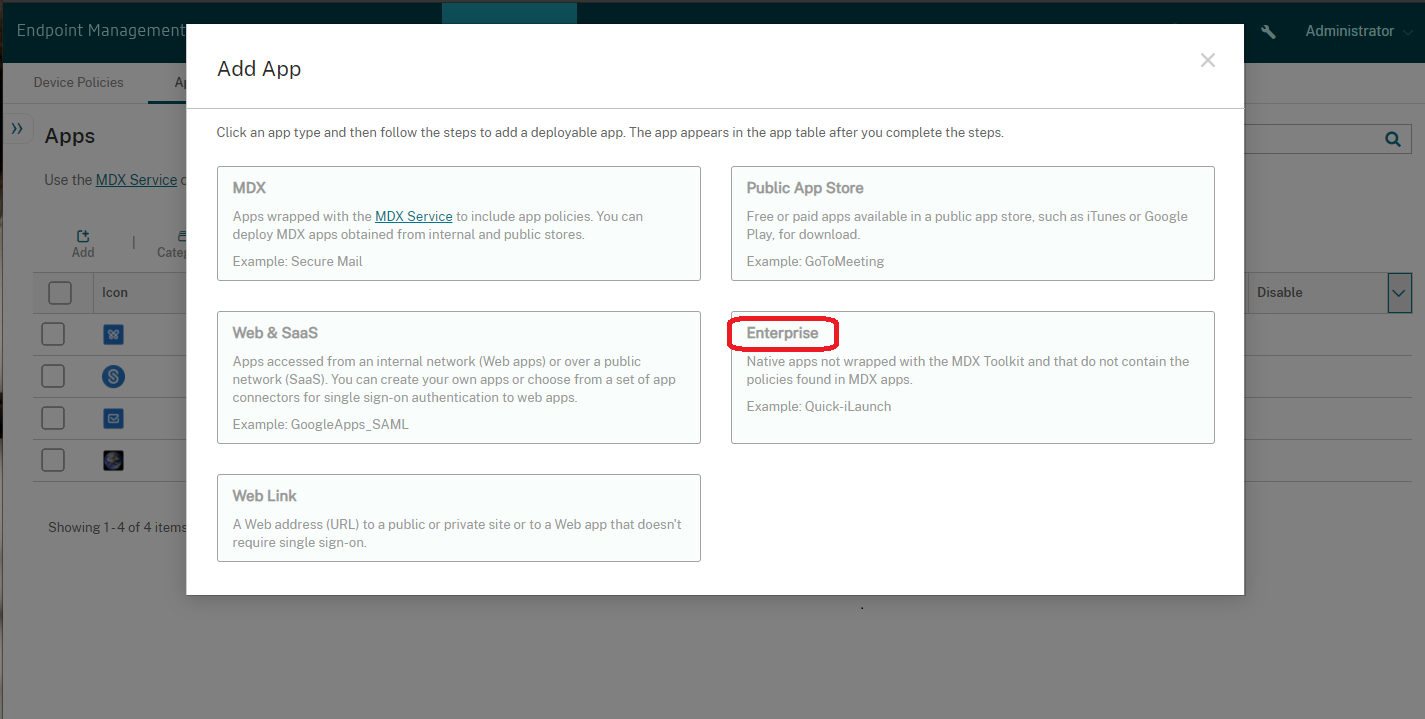 Endpoint Management
Administrator
Device Policies
Add App
Apps
Click an app type and then follow the steps to add a deployable app. The app appears in the app table after you complete the steps.
Use the MDX Service
MDX
Apps wrapped with the MDX Service to include app policies. You can
deploy MDX apps obtained from internal and public stores.
Example: Secure Mail
Public App Store
Free or paid apps available in a public app store, such as iTunes or Google
Play, for download.
Example: GoToMeeting
Add
|
Categ
Icon
Disable
Web & SaaS
Apps accessed from an internal network (Web apps) or over a public
network (SaaS). You can create your own apps or choose from a set of app
connectors for single sign-on authentication to web apps.
Example: GoogleApps_SAML
Enterprise
Native apps not wrapped with the MDX Toolkit and that do not contain the
policies found in MDX apps.
Example: Quick-iLaunch
Web Link
A Web address (URL) to a public or private site or to a Web app that doesn't
require single sign-on.
Showing 1 - 4 of 4 items